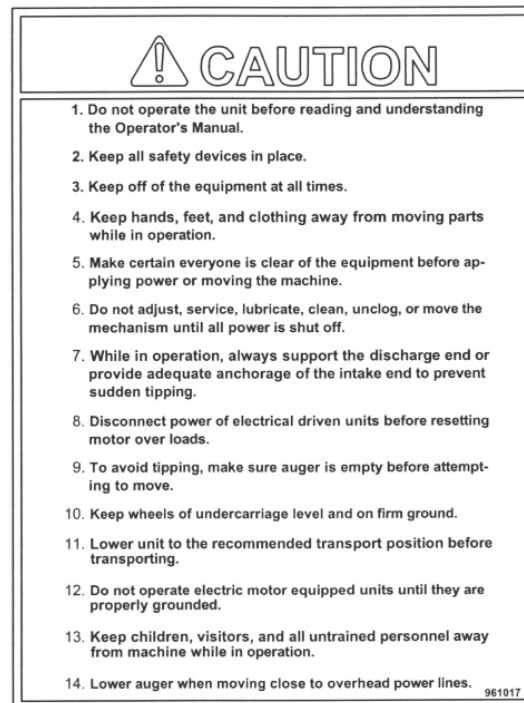 CAUTION
1. Do not operate the unit before reading and understanding
the Operator's Manual.
2. Keep all safety devices in place.
3. Keep off of the equipment at all times.
4. Keep hands, feet, and clothing away from moving parts
while in operation.
5. Make certain everyone is clear of the equipment before ap-
plying power or moving the machine.
6. Do not adjust, service, lubricate, clean, unclog, or move the
mechanism until all power is shut off.
7. While in operation, always support the discharge end or
provide adequate anchorage of the intake end to prevent
sudden tipping.
8. Disconnect power of electrical driven units before resetting
motor over loads.
9. To avoid tipping, make sure auger is empty before attempt-
ing to move.
10. Keep wheels of undercarriage level and on firm ground.
11. Lower unit to the recommended transport position before
transporting.
12. Do not operate electric motor equipped units until they are
properly grounded.
13. Keep children, visitors, and all untrained personnel away
from machine while in operation.
14. Lower auger when moving close to overhead power lines.
961017